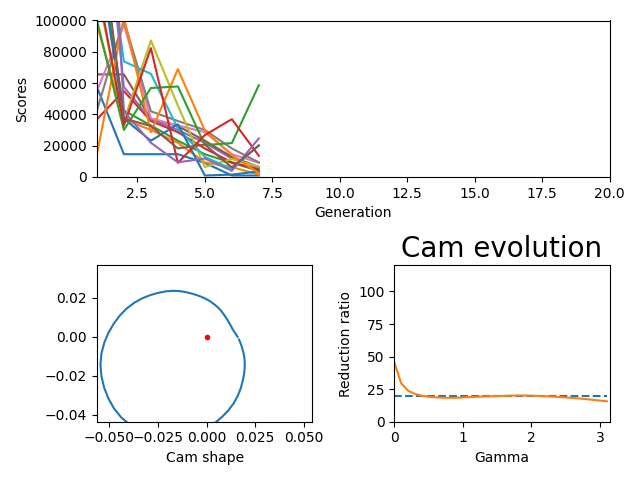 100000
80000
60000
40000
20000
0
Scores
2.5 5.0 7.5 10.0 12.5 15.0 17.5 20.0
Generation
Cam evolution
0.02
0.00
−0.02
−0.04
−0.050 −0.025 0.000 0.025 0.050
Cam shape
100
75
50
25
0
Reduction ratio
0 1 2 3
Gamma